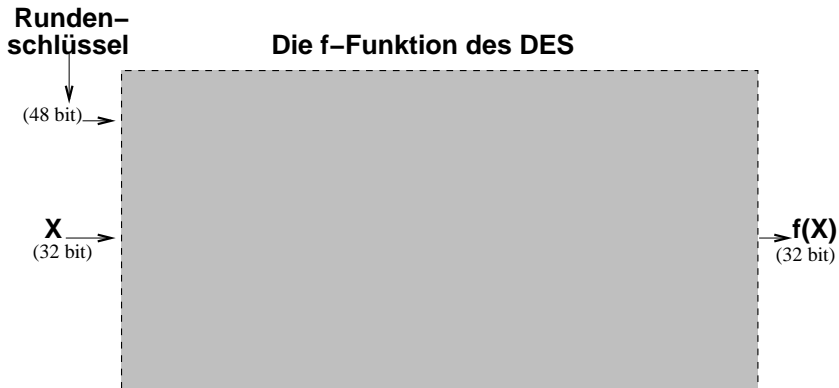 Runden–
schlüssel
Die f–Funktion des DES
(48 bit)
X
(32 bit)
f(X)
(32 bit)